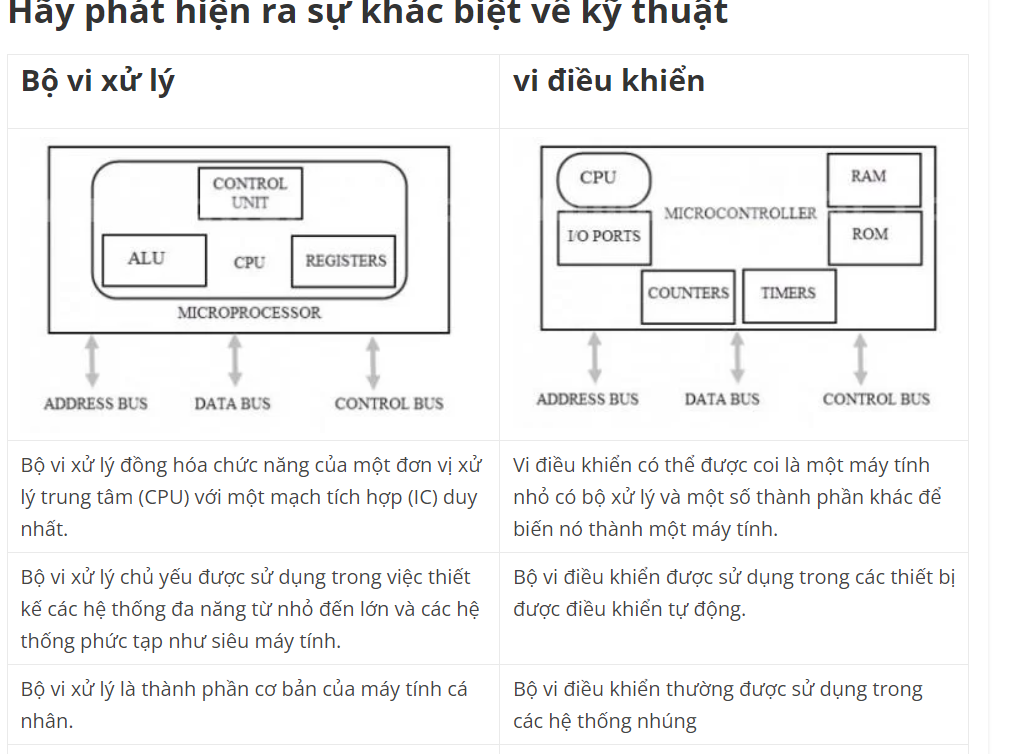 Hãy phát hiện ra sự khác biệt về kỹ thuật
Bộ vi xử lý
vi điều khiển
CONTROL
UNIT
ALU
CPU
REGISTERS
MICROPROCESSOR
ADDRESS BUS
DATA BUS
CONTROL BUS
CPU
RAM
MICROCONTROLLER
I/O PORTS
ROM
COUNTERS
TIMERS
ADDRESS BUS
DATA BUS
CONTROL BUS
Bộ vi xử lý đồng hóa chức năng của một đơn vị xử
lý trung tâm (CPU) với một mạch tích hợp (IC) duy
nhất.
Vi điều khiển có thể được coi là một máy tính
nhỏ có bộ xử lý và một số thành phần khác để
biến nó thành một máy tính.
Bộ vi xử lý chủ yếu được sử dụng trong việc thiết
kế các hệ thống đa năng từ nhỏ đến lớn và các hệ
thống phức tạp như siêu máy tính.
Bộ vi điều khiển được sử dụng trong các thiết bị
được điều khiển tự động.
Bộ vi xử lý là thành phần cơ bản của máy tính cá
nhân.
Bộ vi điều khiển thường được sử dụng trong
các hệ thống nhúng